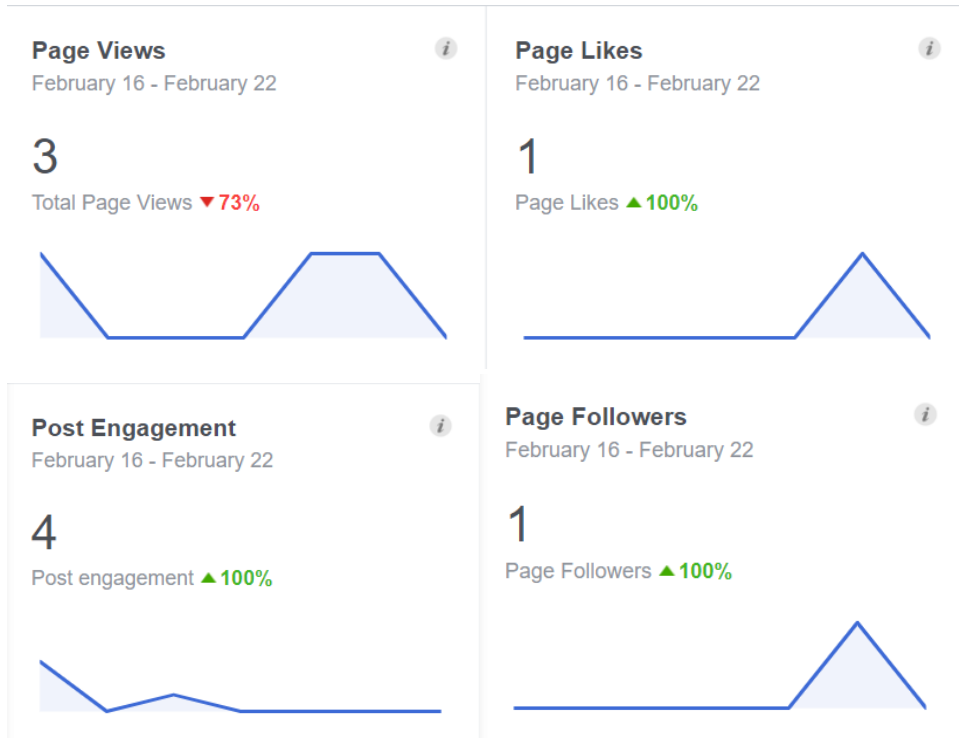 Page Views
February 16 - February 22
3
Total Page Views ▼ 73%
Page Likes
February 16 - February 22
1
Page Likes ▲ 100%
Post Engagement
February 16 - February 22
4
Post engagement ▲ 100%
Page Followers
February 16 - February 22
1
Page Followers ▲ 100%